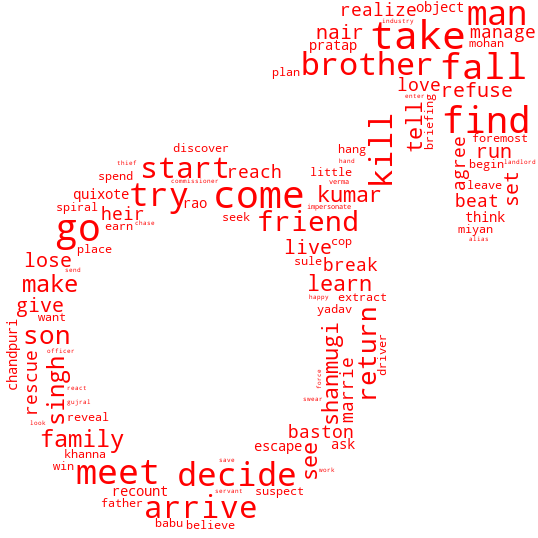 realize
object
man
industry
nair
take
manage
pratap
mohan
brother
fall
plan
love
refuse
enter
find
tell
briefing
kill
foremost
discover
hang
agree
run
thief
start
reach
little
hand
begin
landlord
spend
commissioner
verma
set
leave
quixote
try
come
kumar
beat
spiral
heir
rao
impersonate
think
earn
chase
seek
friend
miyan
go
alias
place
live
cop
lose
sule
break
send
make
learn
happy
extract
give
yadav
want
chandpuri
son
shanmugi
return
driver
officer
rescue
singh
react
marrie
force
gujral
swear
look
reveal
family
baston
khanna
see
escape
ask
win
meet
decide
save
work
recount
servant
suspect
father
arrive
babu
believe